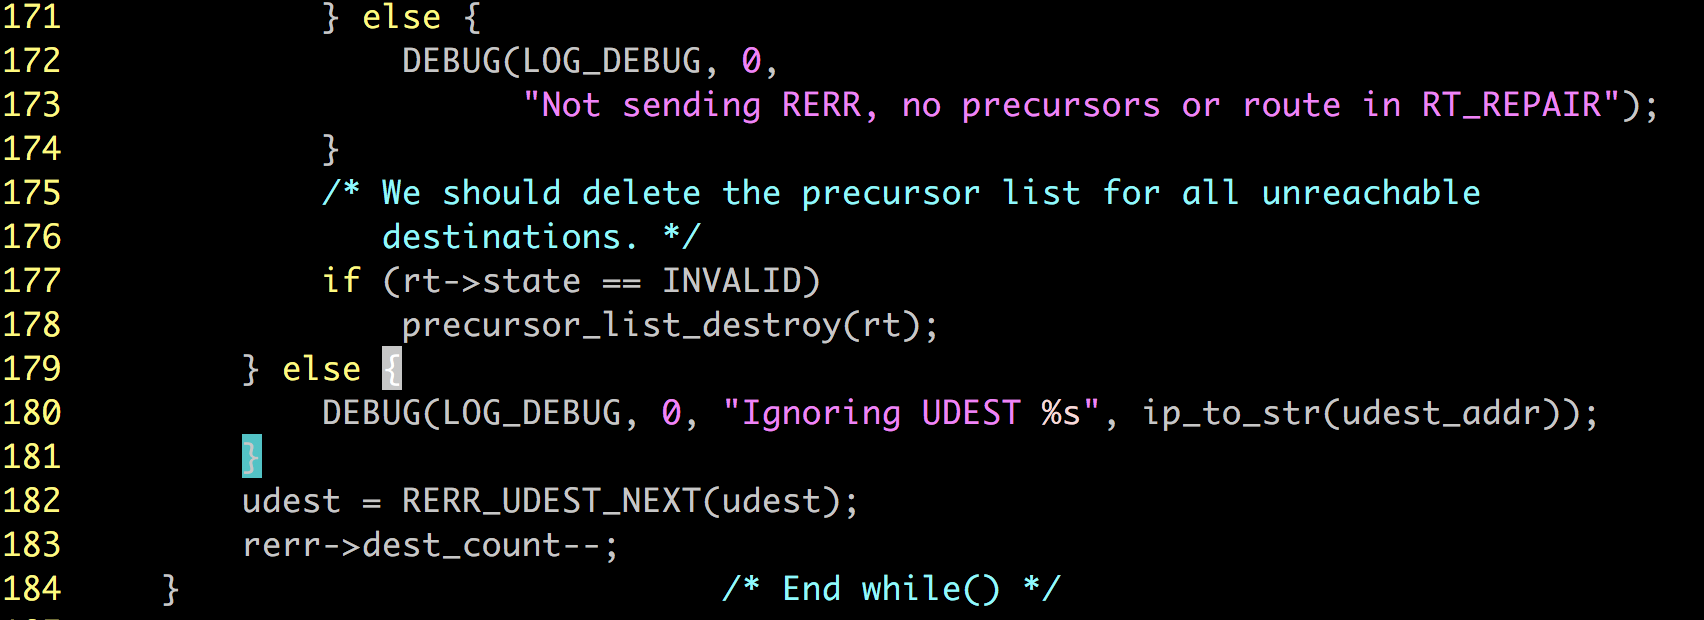 171 } else {
172 DEBUG(LOG_DEBUG, 0,
173 "Not sending RERR, no precursors or route in RT_REPAIR");
174 }
175 /* We should delete the precursor list for all unreachable
176 destinations. */
177 if (rt->state == INVALID)
178 precursor_list_destroy(rt);
179 } else {
180 DEBUG(LOG_DEBUG, 0, "Ignoring UDEST %s", ip_to_str(udest_addr));
181 }
182 udest = RERR_UDEST_NEXT(udest);
183 rerr->dest_count--;
184 } /* End while() */